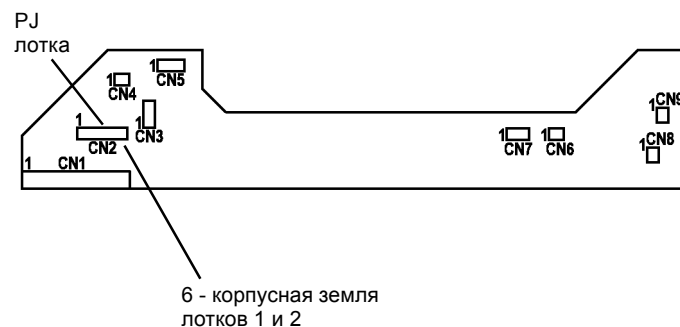 PJ
лотка
1 CN5
1 CN4
1 CN3
1
CN2
1 CN1
1 CN7
1 CN6
1 CN9
1 CN8
6 - корпусная земля
лотков 1 и 2